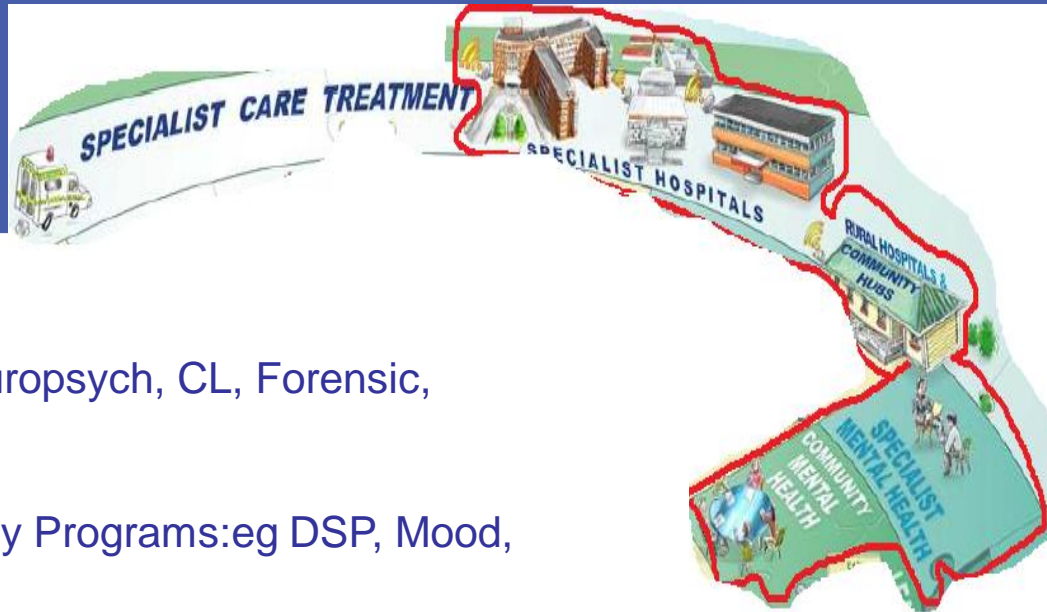 SPECIALIST CARE TREATMENT
SPECIALIST HOSPITALS
RURAL HOSPITALS &
COMMUNITY
HUBS
SPECIALIST
MENTAL HEALTH
COMMUNITY
MENTAL
HEALTH
uropsych, CL, Forensic,
y Programs:eg DSP, Mood,